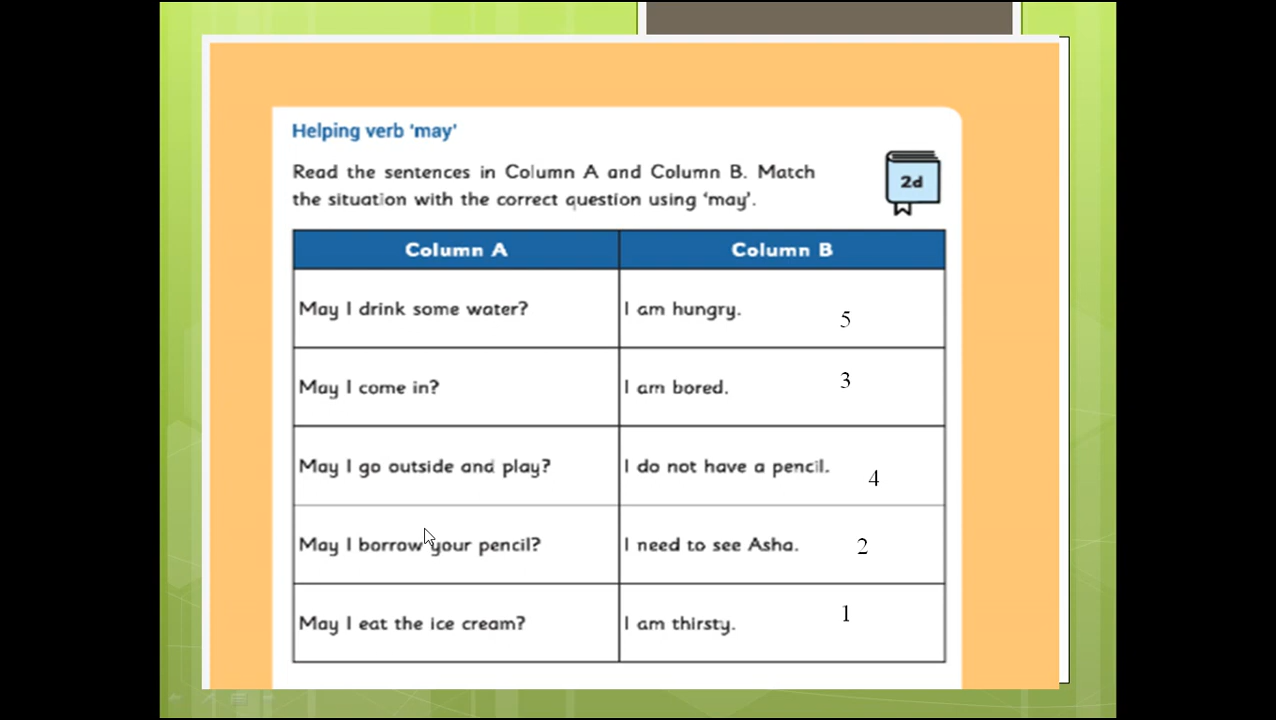 Helping verb ‘may’
Read the sentences in Column A and Column B. Match
the situation with the correct question using ‘may’.
2d
Column A Column B
May I drink some water? I am hungry. 5
May I come in? I am bored. 3
May I go outside and play? I do not have a pencil. 4
May I borrow your pencil? I need to see Asha. 2
May I eat the ice cream? I am thirsty. 1